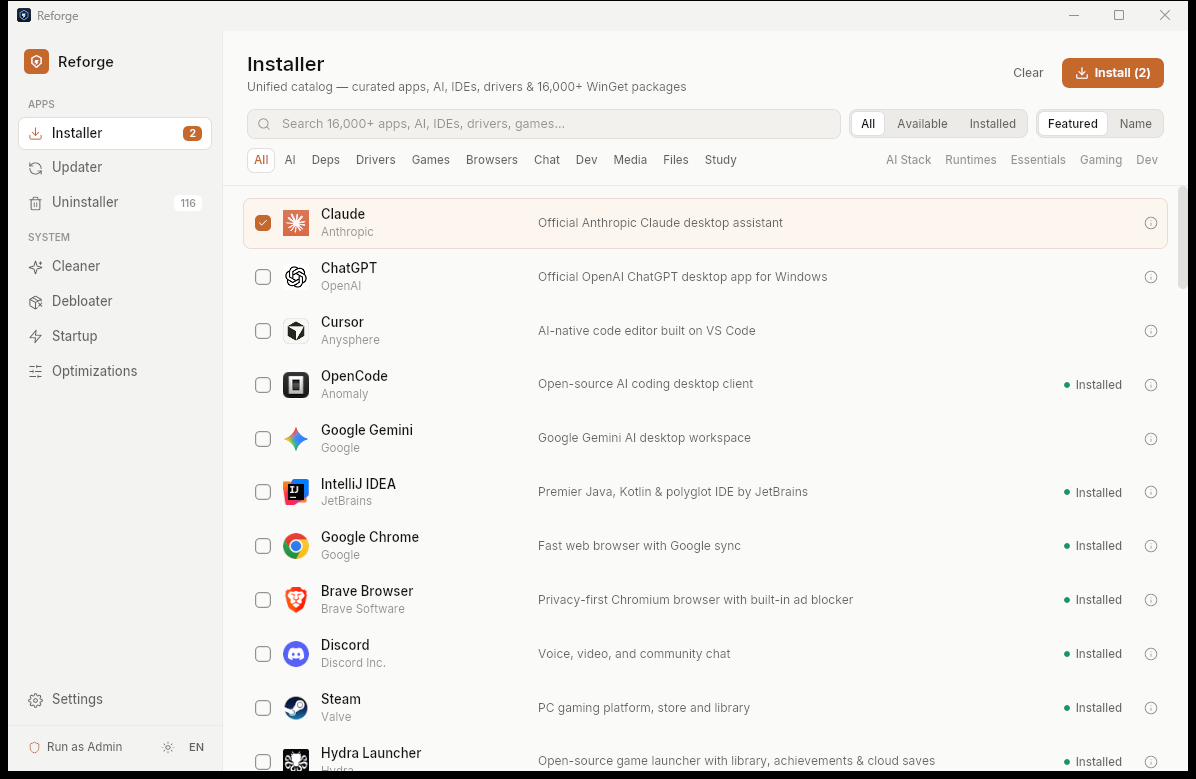 Reforge
Reforge
APPS
Installer 2
Updater
Uninstaller 116
SYSTEM
Cleaner
Debloater
Startup
Optimizations
Settings
Run as Admin EN
Installer
Unified catalog — curated apps, AI, IDEs, drivers & 16,000+ WinGet packages
Clear Install (2)
Search 16,000+ apps, AI, IDEs, drivers, games...
All Available Installed Featured Name
All AI Deps Drivers Games Browsers Chat Dev Media Files Study AI Stack Runtimes Essentials Gaming Dev
Claude
Anthropic
Official Anthropic Claude desktop assistant
ChatGPT
OpenAI
Official OpenAI ChatGPT desktop app for Windows
Cursor
Anysphere
AI-native code editor built on VS Code
OpenCode
Anomaly
Open-source AI coding desktop client
Installed
Google Gemini
Google
Google Gemini AI desktop workspace
IntelliJ IDEA
JetBrains
Premier Java, Kotlin & polyglot IDE by JetBrains
Installed
Google Chrome
Google
Fast web browser with Google sync
Installed
Brave Browser
Brave Software
Privacy-first Chromium browser with built-in ad blocker
Installed
Discord
Discord Inc.
Voice, video, and community chat
Installed
Steam
Valve
PC gaming platform, store and library
Installed
Hydra Launcher
Hydra
Open-source game launcher with library, achievements & cloud saves
Installed